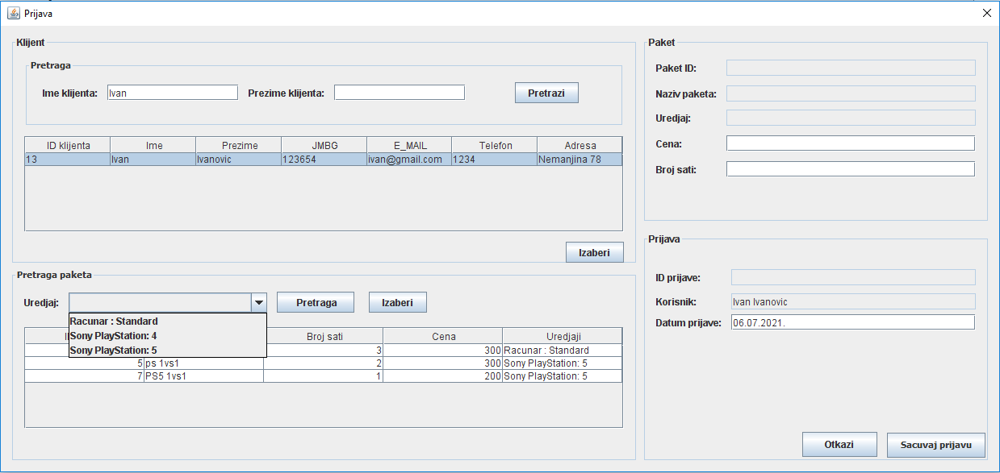 Prijava
Klijent
Pretraga
Ime klijenta: Ivan Prezime klijenta: Pretrazi
ID klijenta Ime Prezime JMBG E_MAIL Telefon Adresa
13 Ivan Ivanovic 123654 ivan@gmail.com 1234 Nemanjina 78
Izaberi
Pretraga paketa
Uredjaj: Pretraga Izaberi
Racunar : Standard
Sony PlayStation: 4
Sony PlayStation: 5
Broj sati Cena Uredjaji
3 300 Racunar : Standard
5 ps 1vs1 2 300 Sony PlayStation: 5
7 PS5 1vs1 1 200 Sony PlayStation: 5
Paket
Paket ID:
Naziv paketa:
Uredjaj:
Cena:
Broj sati:
Prijava
ID prijave:
Korisnik: Ivan Ivanovic
Datum prijave: 06.07.2021.
Otkazi Sacuvaj prijavu